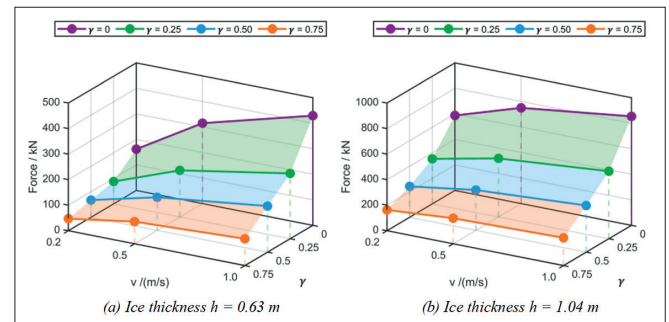 γ = 0 γ = 0.25 γ = 0.50 γ = 0.75
500
400
300
200
100
0
Force / kN
0.2
0.5
1.0
v /(m/s)
0
0.25
0.5
0.75
γ
(a) Ice thickness h = 0.63 m
γ = 0 γ = 0.25 γ = 0.50 γ = 0.75
1000
800
600
400
200
0
Force / kN
0.2
0.5
1.0
v /(m/s)
0
0.25
0.5
0.75
γ
(b) Ice thickness h = 1.04 m